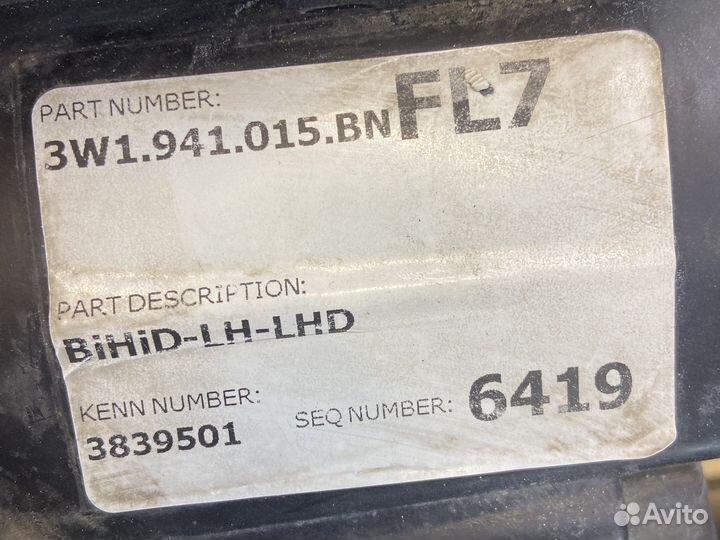 PART NUMBER:
3W1.941.015.BN
FL7
PART DESCRIPTION:
BiHiD-LH-LHD
KENN NUMBER:
3839501
SEQ NUMBER: 6419
Avito